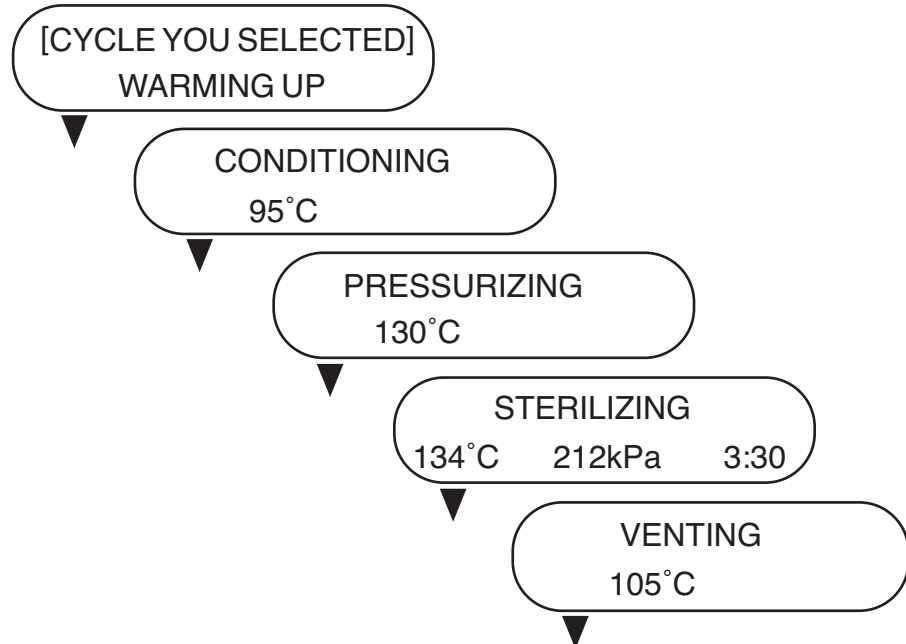 [CYCLE YOU SELECTED]
WARMING UP
CONDITIONING
95˚C
PRESSURIZING
130˚C
STERILIZING
134˚C 212kPa 3:30
VENTING
105˚C